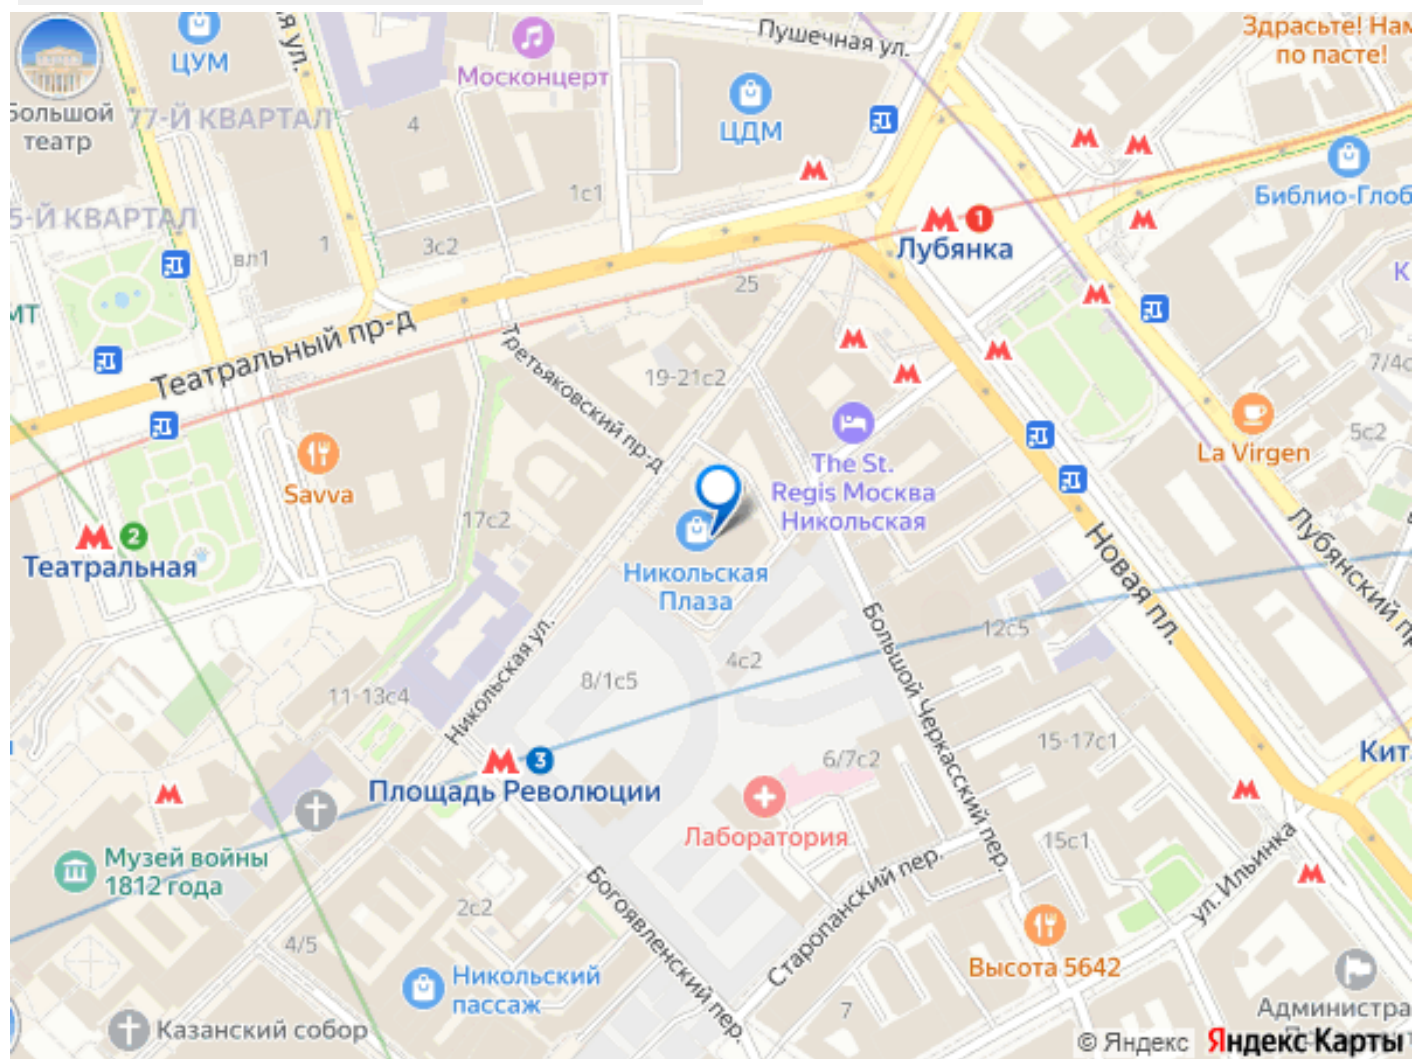 Здрасьте! Нам
по пасте!
Пушечная ул.
ЦУМ
Москонцерт
Большой
театр
77-Й КВАРТАЛ
4
ЦДМ
Библио-Глоб
1с1
5-Й КВАРТАЛ
1
3с2
вл1
1
Лубянка
25
К
МТ
Театральный пр-д
Третьяковский пр-д
19-21с2
7/4с
The St.
Regis Москва
Никольская
La Virgen
5с2
Savva
17с2
2
Театральная
Никольская
Плаза
Новая пл.
Лубянский пр
Никольская ул.
Большой Черкасский пер.
12с5
4с2
8/1с5
11-13с4
15-17с1
Кит
6/7с2
3
Площадь Революции
Лаборатория
15с1
Музей войны
1812 года
Старопанский пер.
ул. Ильинка
Богоявленский пер.
2с2
4/5
Высота 5642
Никольский
пассаж
7
Администра
Казанский собор
© Яндекс
Яндекс Карты